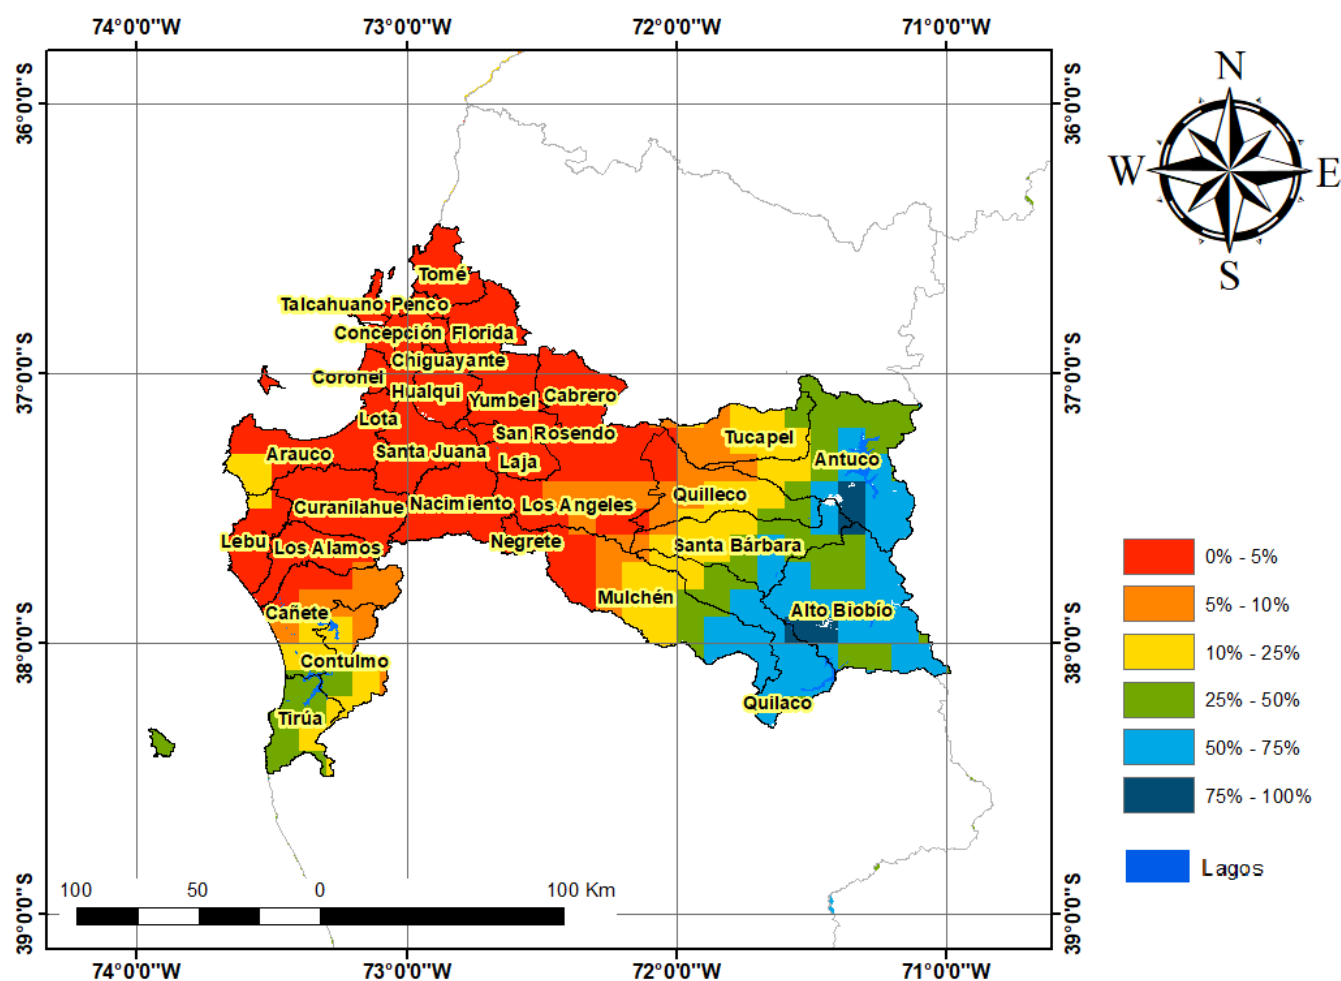 74°0'0"W 73°0'0"W 72°0'0"W 71°0'0"W
36°0'0"S 36°0'0"S
N
W E
S
Tomé
Talcahuano Penco
Concepción Florida
Chiguayante
37°0'0"S 37°0'0"S
Coronel
Hualqui
Yumbel
Cabrero
Lota
San Rosendo
Tucapel
Arauco
Santa Juana
Laja
Antuco
Quilleco
Curanilahue
Nacimiento
Los Angeles
Lebu
Los Alamos
Negrete
Santa Bárbara
Mulchén
Alto Biobío
Cañete
38°0'0"S 38°0'0"S
Contulmo
Quilaco
Tirúa
0% - 5%
5% - 10%
10% - 25%
25% - 50%
50% - 75%
75% - 100%
Lagos
100 50 0 100 Km
39°0'0"S 39°0'0"S
74°0'0"W 73°0'0"W 72°0'0"W 71°0'0"W